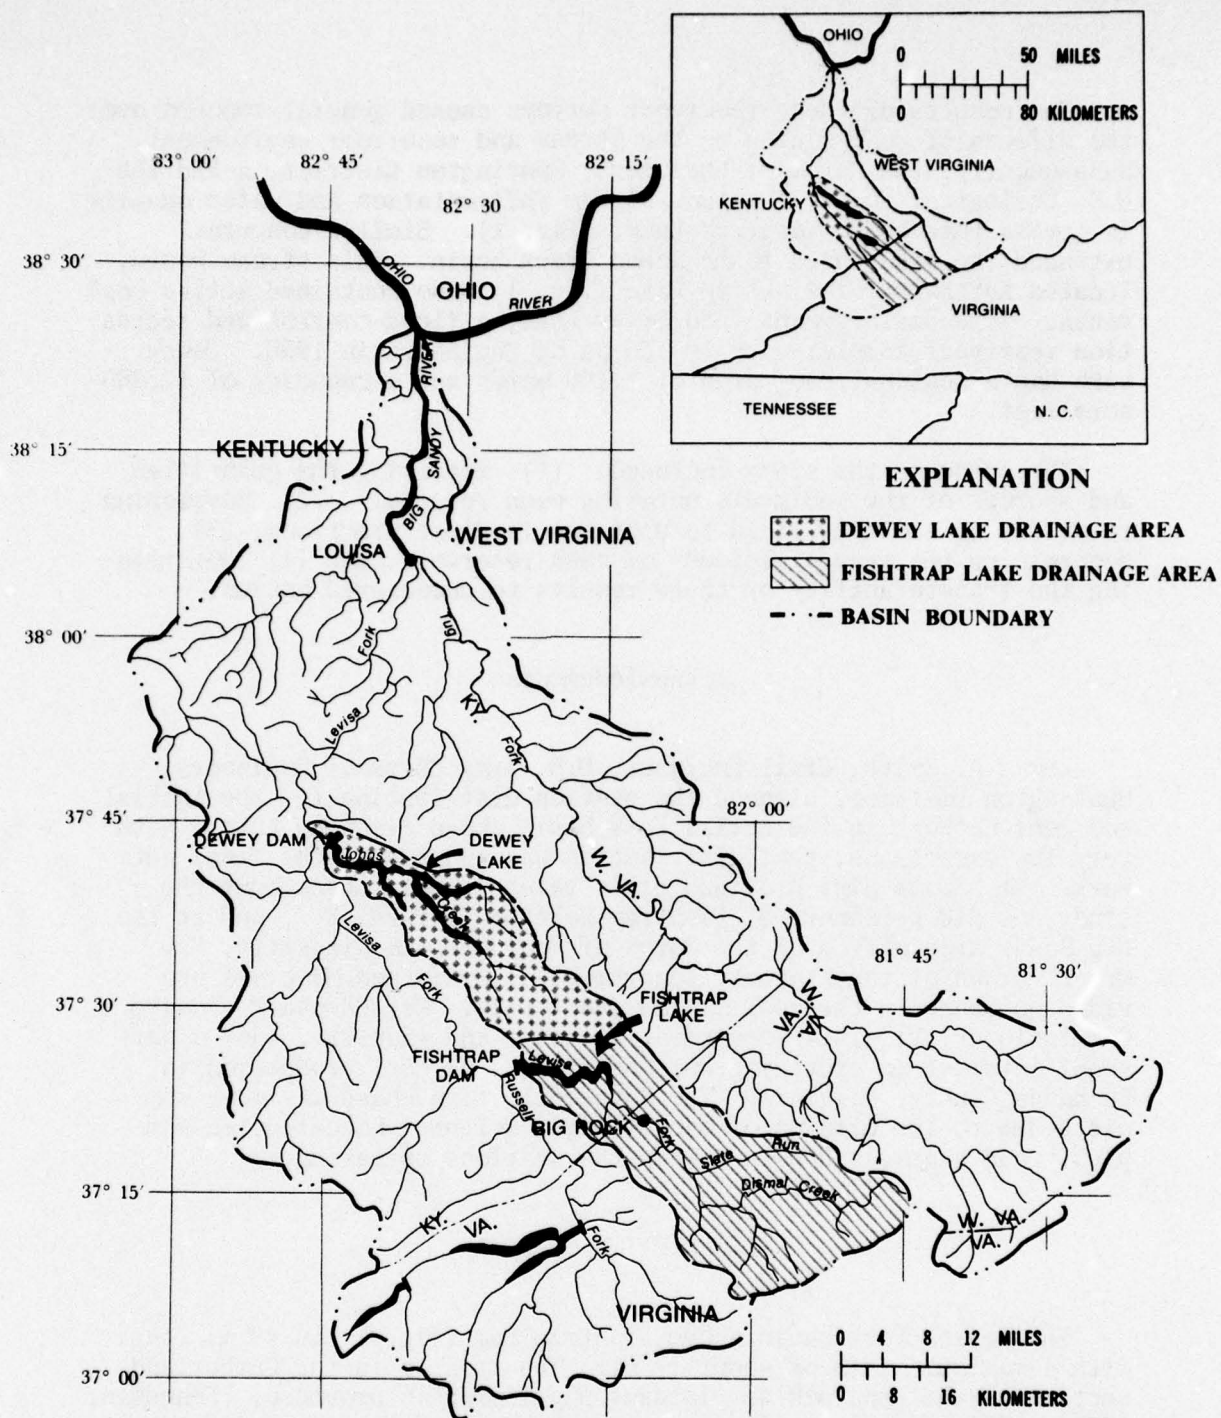 OHIO
0 50 MILES
0 80 KILOMETERS
WEST VIRGINIA
KENTUCKY
VIRGINIA
TENNESSEE
N. C.
83° 00'
82° 45'
82° 30
82° 15'
38° 30'
OHIO
OHIO
RIVER
RIVER
KENTUCKY
38° 15'
SANDY
BIG
EXPLANATION
DEWEY LAKE DRAINAGE AREA
FISHTRAP LAKE DRAINAGE AREA
BASIN BOUNDARY
WEST VIRGINIA
LOUISA
38° 00'
Fork
Tug
KY.
Levisa
Fork
37° 45'
82° 00'
DEWEY DAM
Johns
DEWEY
LAKE
W. VA.
Creek
Levisa
Fork
81° 45'
81° 30'
37° 30'
FISHTRAP
LAKE
W. VA.
VA.
FISHTRAP
DAM
Levisa
Russell
BIG ROCK
Fork
Slate Run
Dismal Creek
37° 15'
KY.
VA.
Fork
W. VA.
VA.
VIRGINIA
37° 00'
0 4 8 12 MILES
0 8 16 KILOMETERS